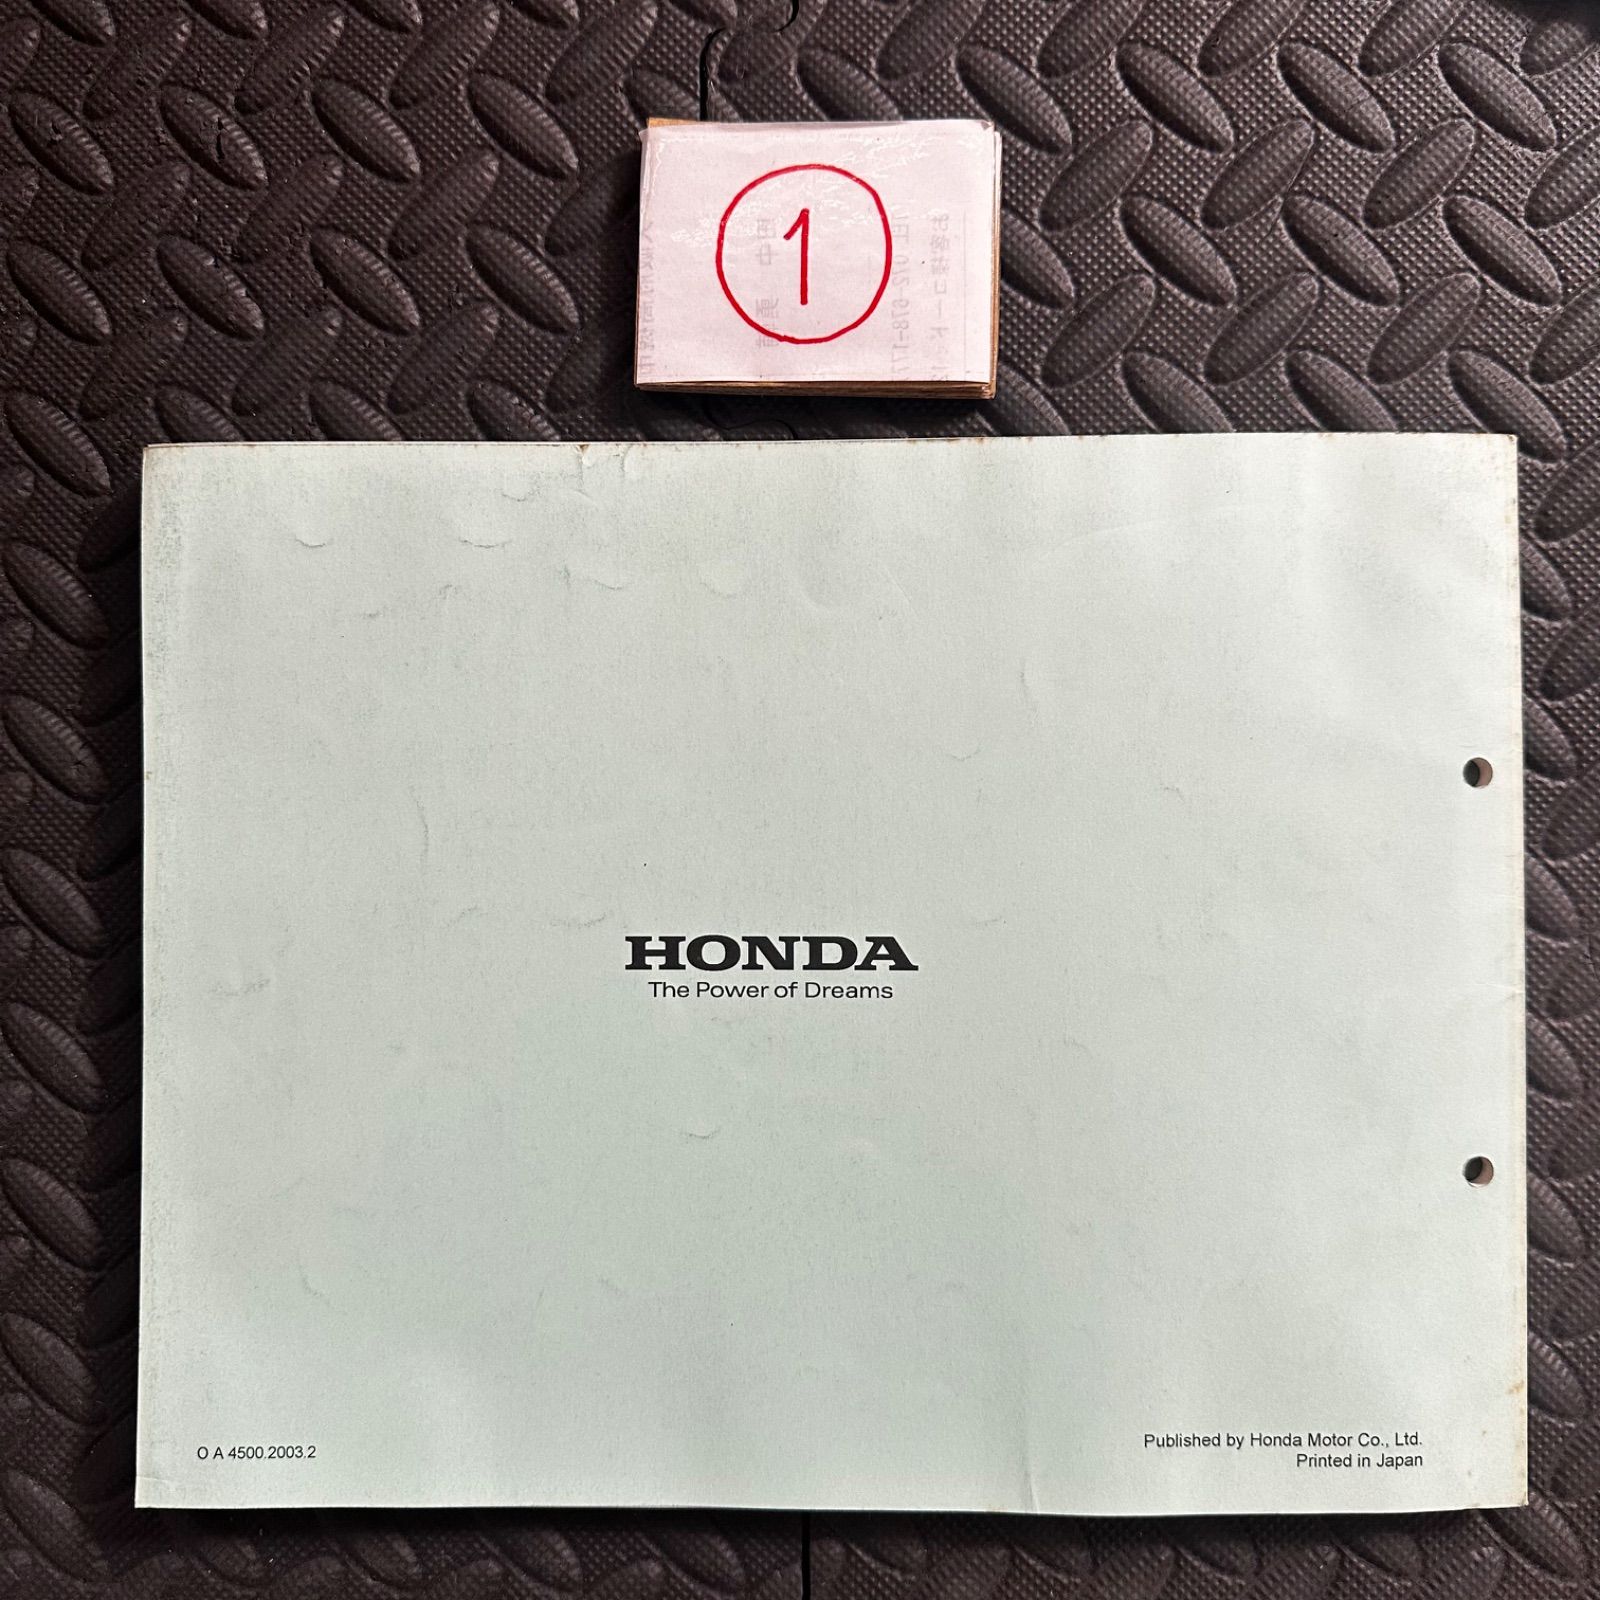 1
HONDA
The Power of Dreams
O A 4500.2003.2
Published by Honda Motor Co., Ltd.
Printed in Japan